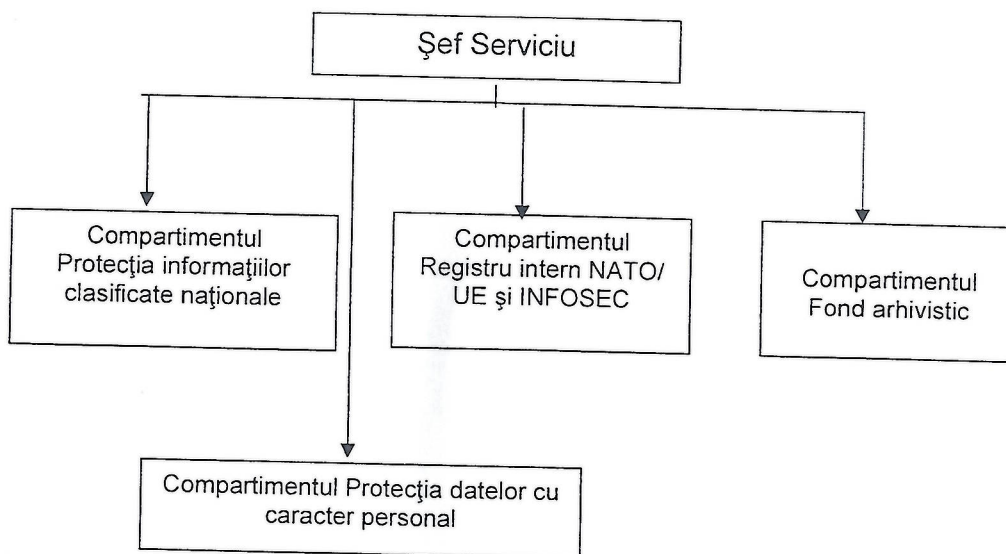 Şef Serviciu
Compartimentul
Protecţia informaţiilor
clasificate naţionale
Compartimentul
Registru intern NATO/
UE şi INFOSEC
Compartimentul
Fond arhivistic
Compartimentul Protecţia datelor cu
caracter personal